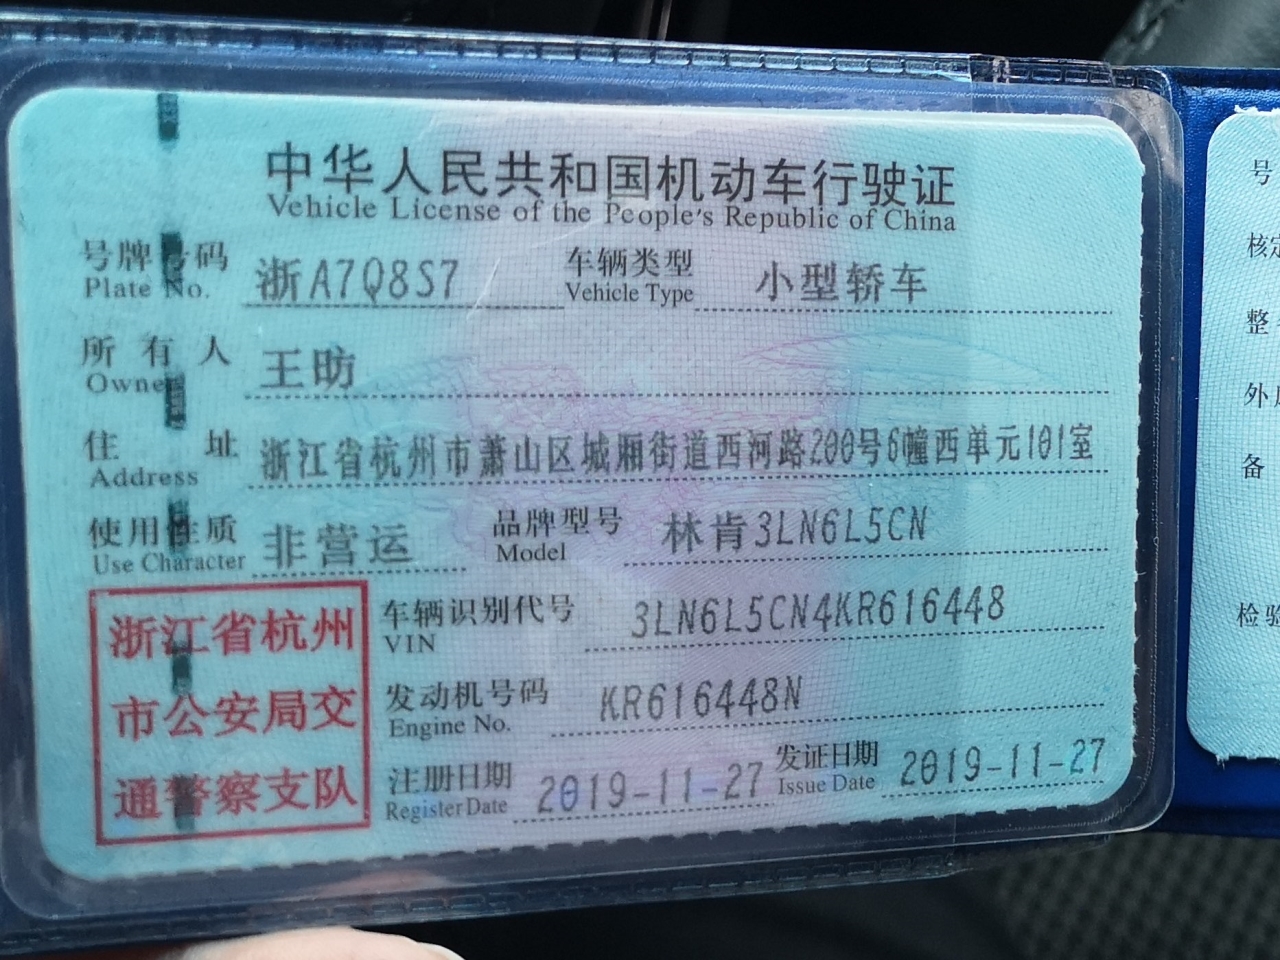 中华人民共和国机动车行驶证
Vehicle License of the People's Republic of China
号牌号码 浙A7Q8S7 车辆类型 小型轿车
Plate No. Vehicle Type
所有人 王昉
Owner
住址 浙江省杭州市萧山区城厢街道西河路200号6幢西单元101室
Address
使用性质 非营运 品牌型号 林肯3LN6L5CN
Use Character Model
车辆识别代号 3LN6L5CN4KR616448
VIN
发动机号码 KR616448N
Engine No.
注册日期 2019-11-27 发证日期 2019-11-27
Register Date Issue Date
浙江省杭州
市公安局交
通警察支队
号
核定
整
外
备
检验